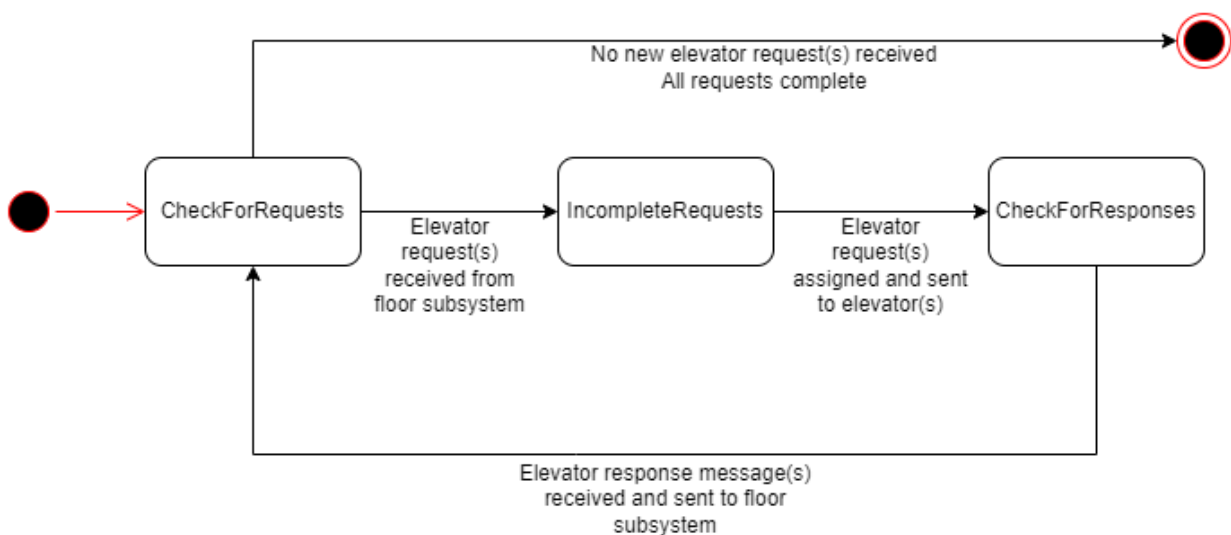 No new elevator request(s) received
All requests complete
CheckForRequests
IncompleteRequests
CheckForResponses
Elevator
request(s)
received from
floor subsystem
Elevator
request(s)
assigned and sent
to elevator(s)
Elevator response message(s)
received and sent to floor
subsystem